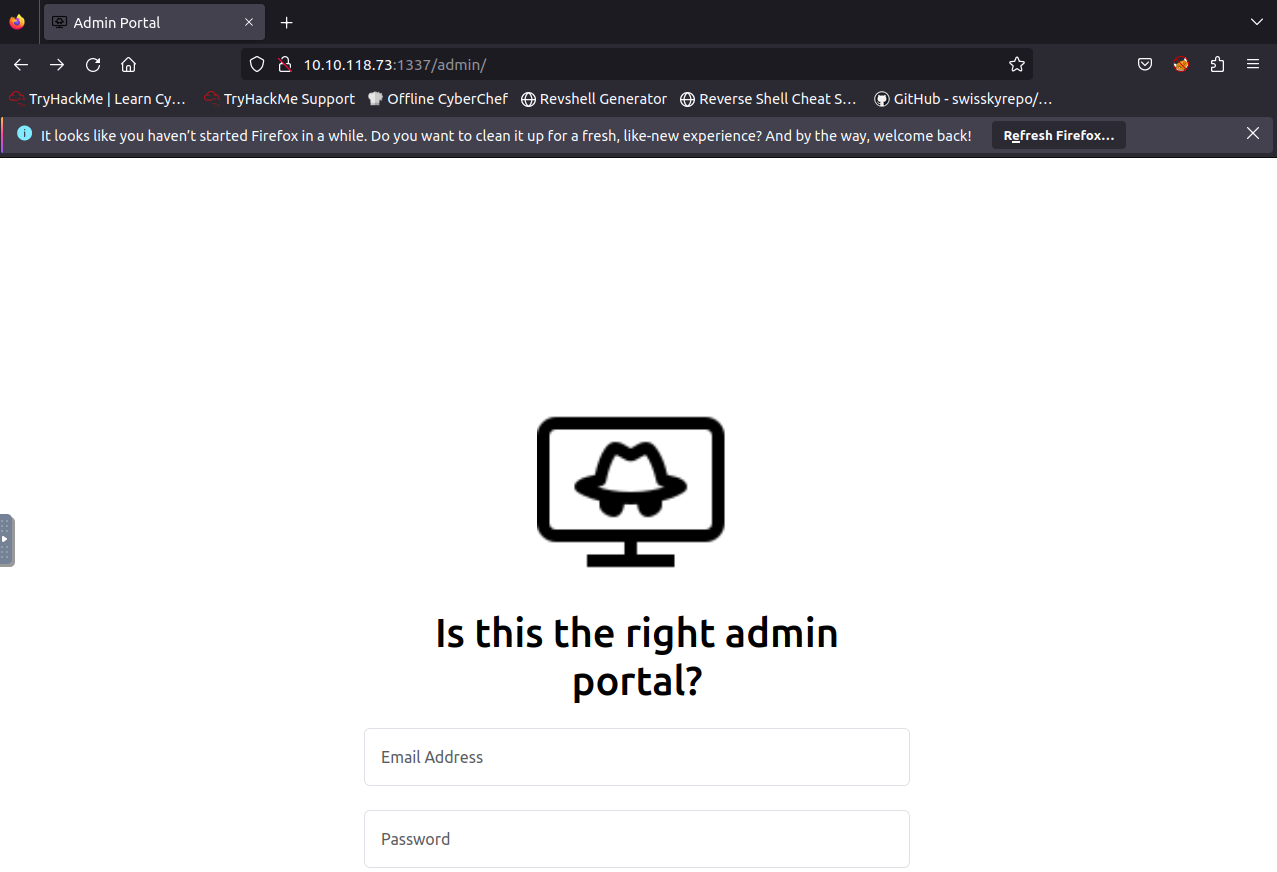 Admin Portal
10.10.118.73:1337/admin/
TryHackMe | Learn Cy… TryHackMe Support Offline CyberChef Revshell Generator Reverse Shell Cheat S… GitHub - swisskyrepo/…
It looks like you haven’t started Firefox in a while. Do you want to clean it up for a fresh, like-new experience? And by the way, welcome back! Refresh Firefox…
Is this the right admin
portal?
Email Address
Password